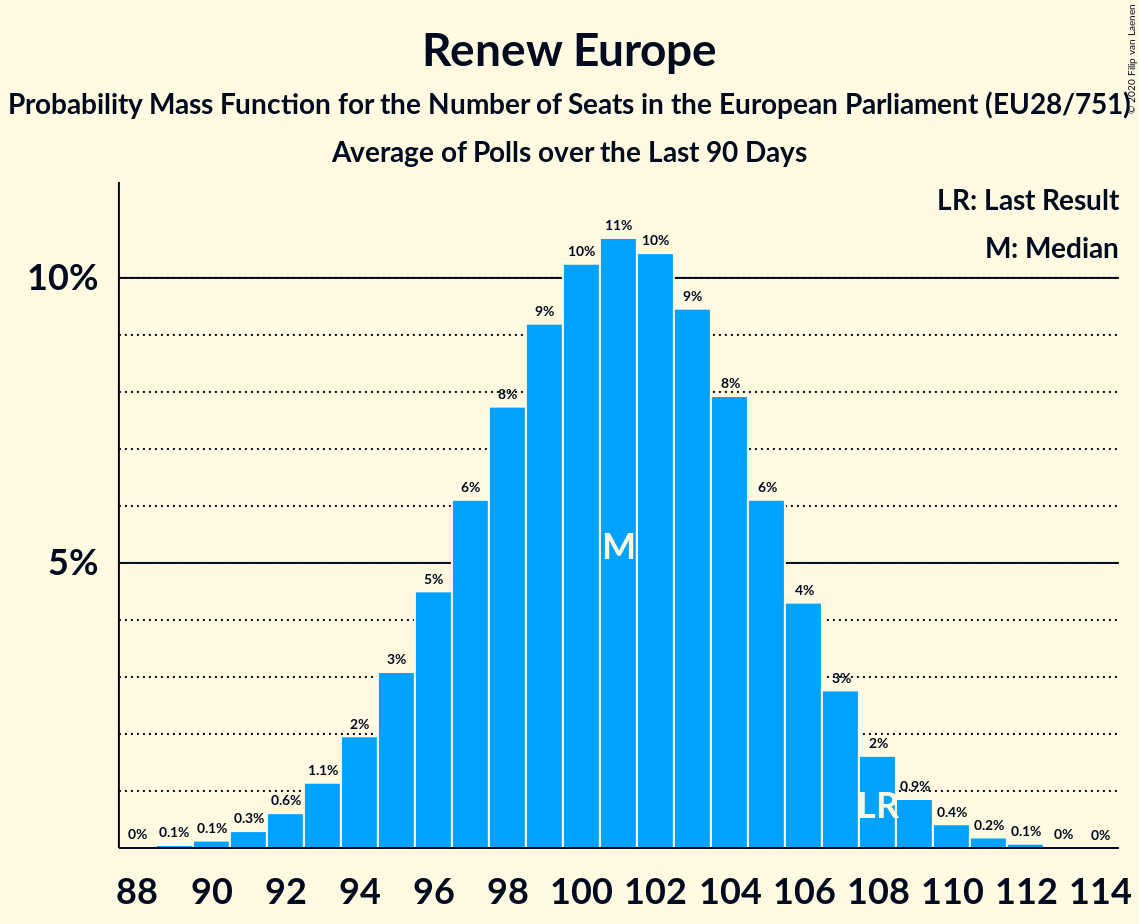 Renew Europe
Probability Mass Function for the Number of Seats in the European Parliament (EU28/751)
Average of Polls over the Last 90 Days
© 2020 Filip van Laenen
LR: Last Result
M: Median
10%
5%
0% 0.1% 0.1% 0.3% 0.6% 1.1% 2% 3% 5% 6% 8% 9% 10% 11% 10% 9% 8% 6% 4% 3% 2% 0.9% 0.4% 0.2% 0.1% 0% 0%
M
LR
88 90 92 94 96 98 100 102 104 106 108 110 112 114